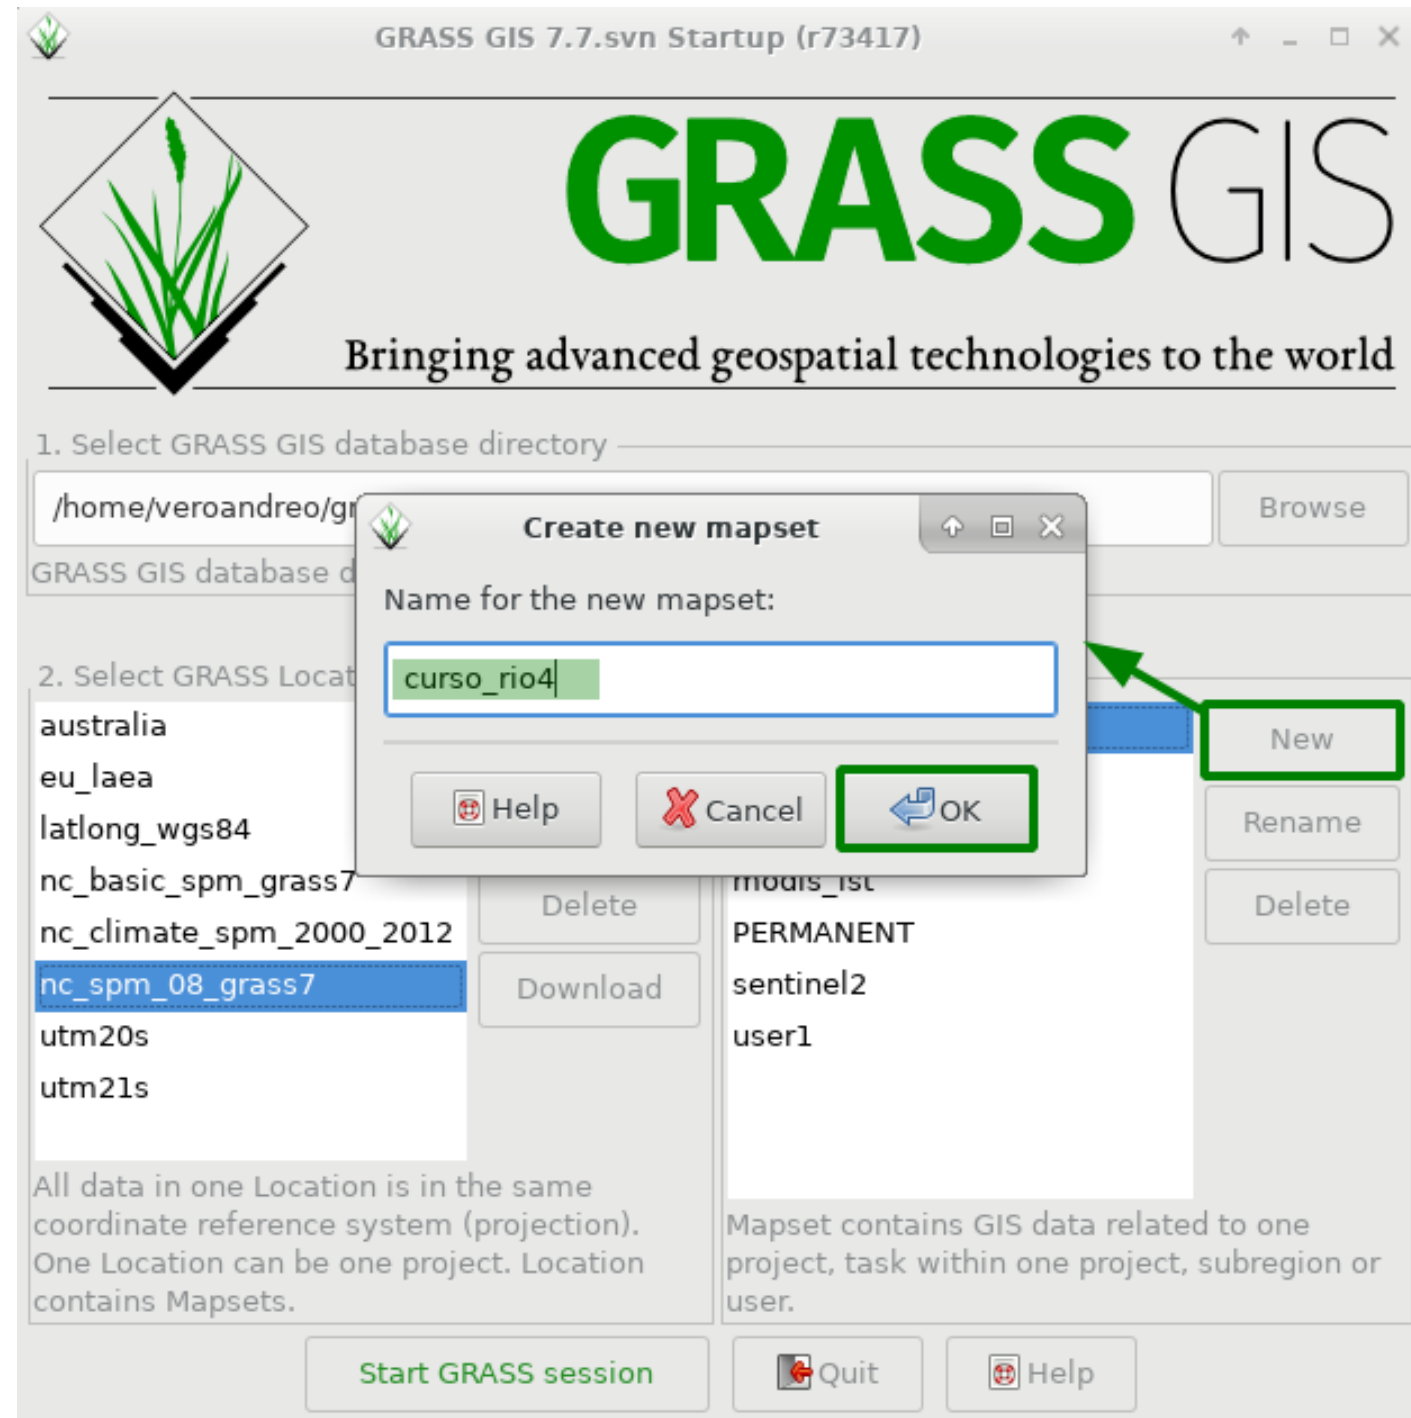 GRASS GIS 7.7.svn Startup (r73417)
GRASS GIS
Bringing advanced geospatial technologies to the world
1. Select GRASS GIS database directory
/home/veroandreo/gr
Browse
GRASS GIS database d
Create new mapset
Name for the new mapset:
curso_rio4
Help
Cancel
OK
2. Select GRASS Locat
australia
eu_laea
latlong_wgs84
nc_basic_spm_grass7
nc_climate_spm_2000_2012
nc_spm_08_grass7
utm20s
utm21s
Delete
Download
modis_lst
PERMANENT
sentinel2
user1
New
Rename
Delete
All data in one Location is in the same
coordinate reference system (projection).
One Location can be one project. Location
contains Mapsets.
Mapset contains GIS data related to one
project, task within one project, subregion or
user.
Start GRASS session
Quit
Help